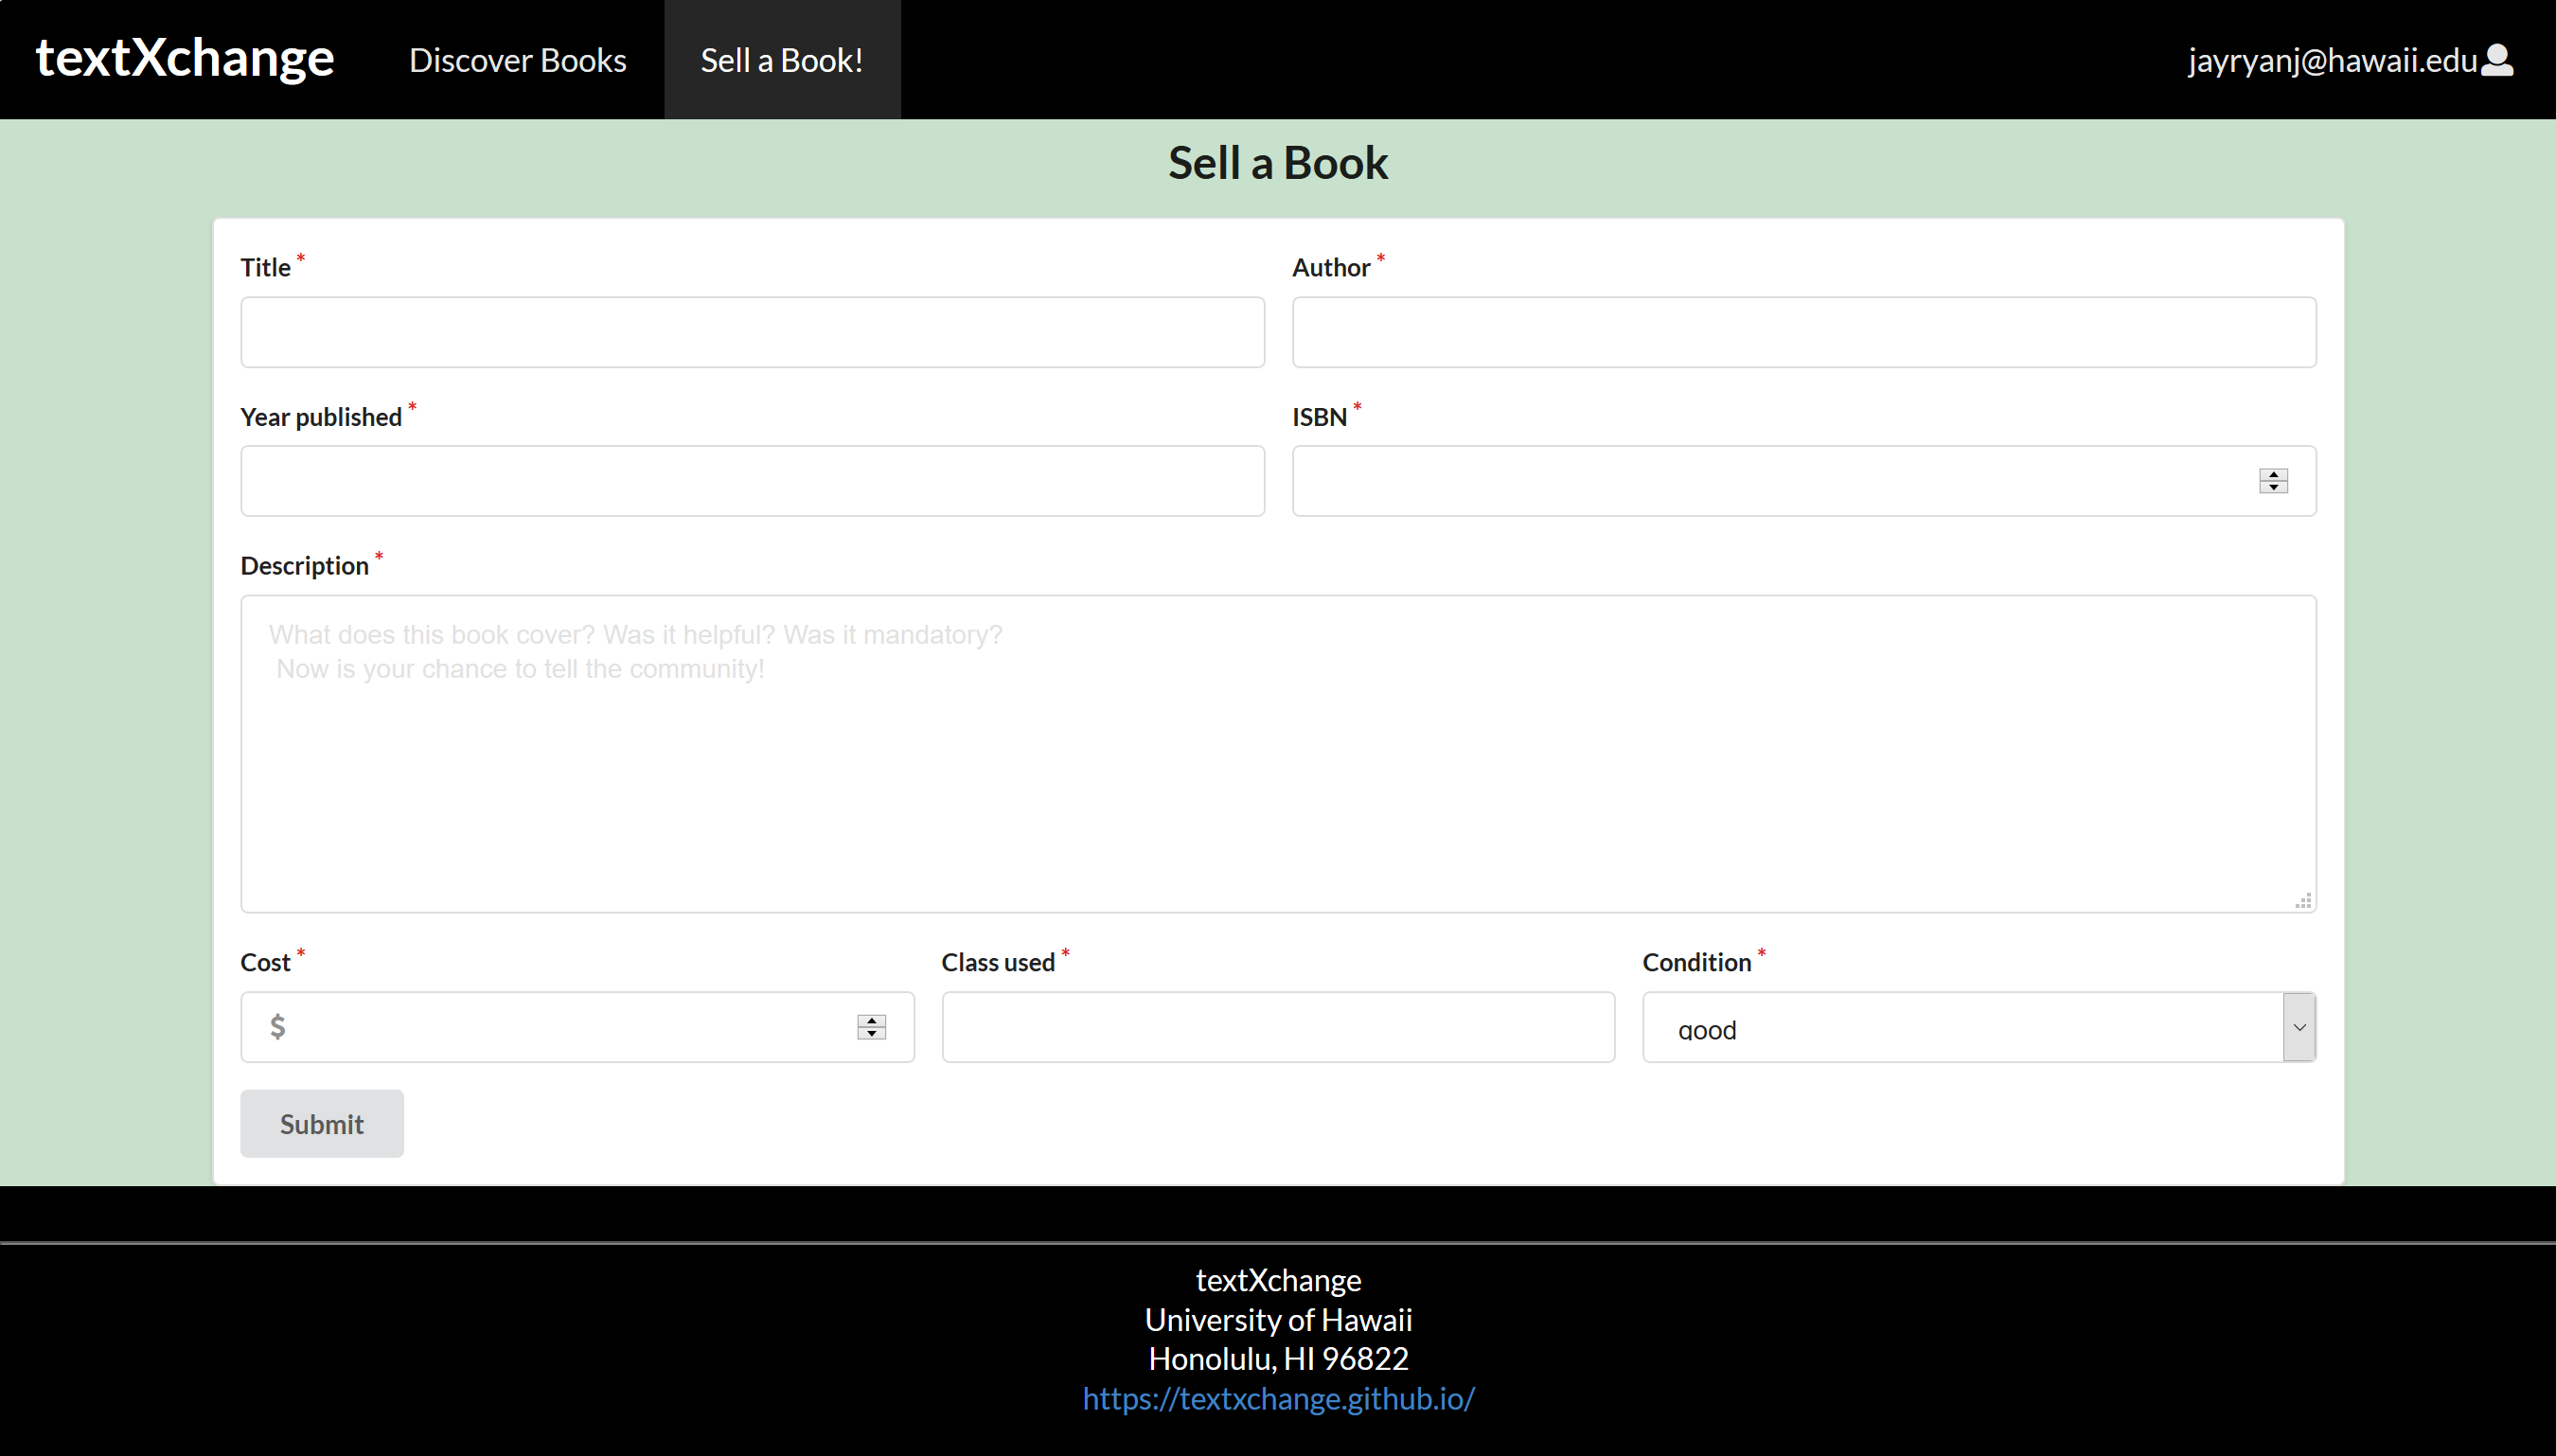 textXchange Discover Books Sell a Book! jayryanj@hawaii.edu
Sell a Book
Title * Author *
Year published * ISBN *
Description *
What does this book cover? Was it helpful? Was it mandatory?
Now is your chance to tell the community!
Cost * Class used * Condition *
$ good
Submit
textXchange
University of Hawaii
Honolulu, HI 96822
https://textxchange.github.io/